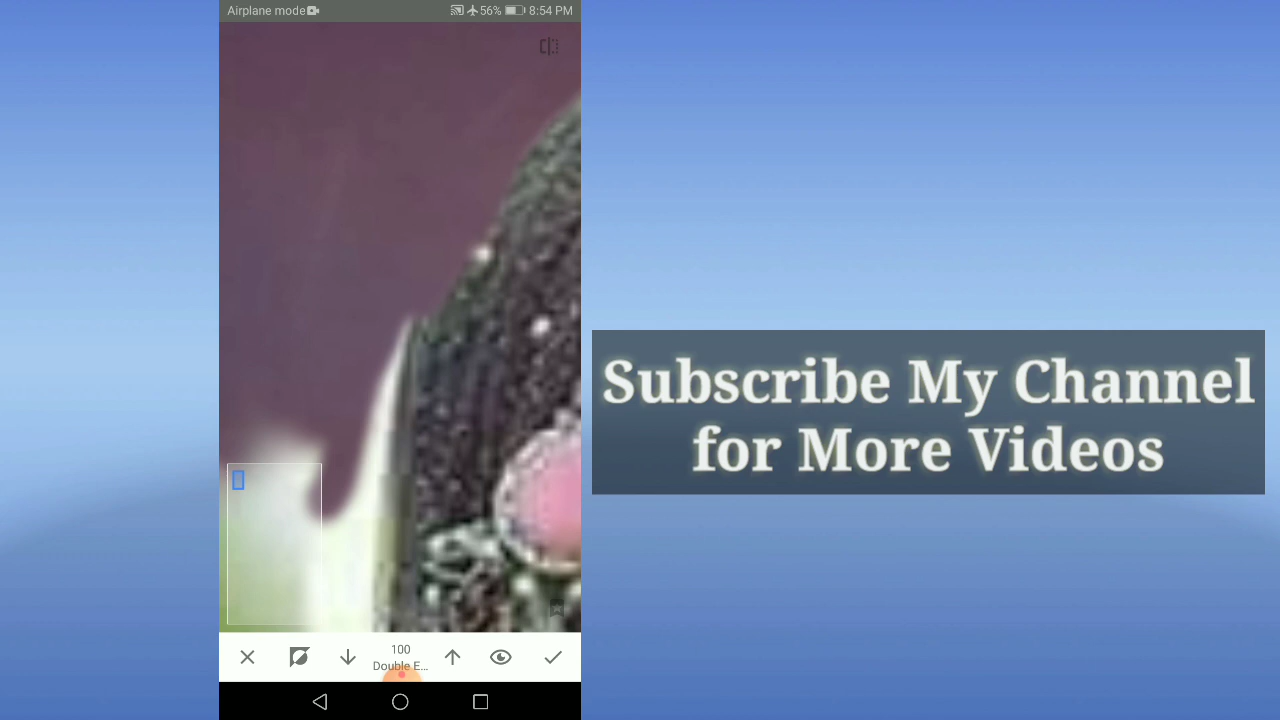 Airplane mode 56% 8:54 PM
Subscribe My Channel
for More Videos
100
Double E...